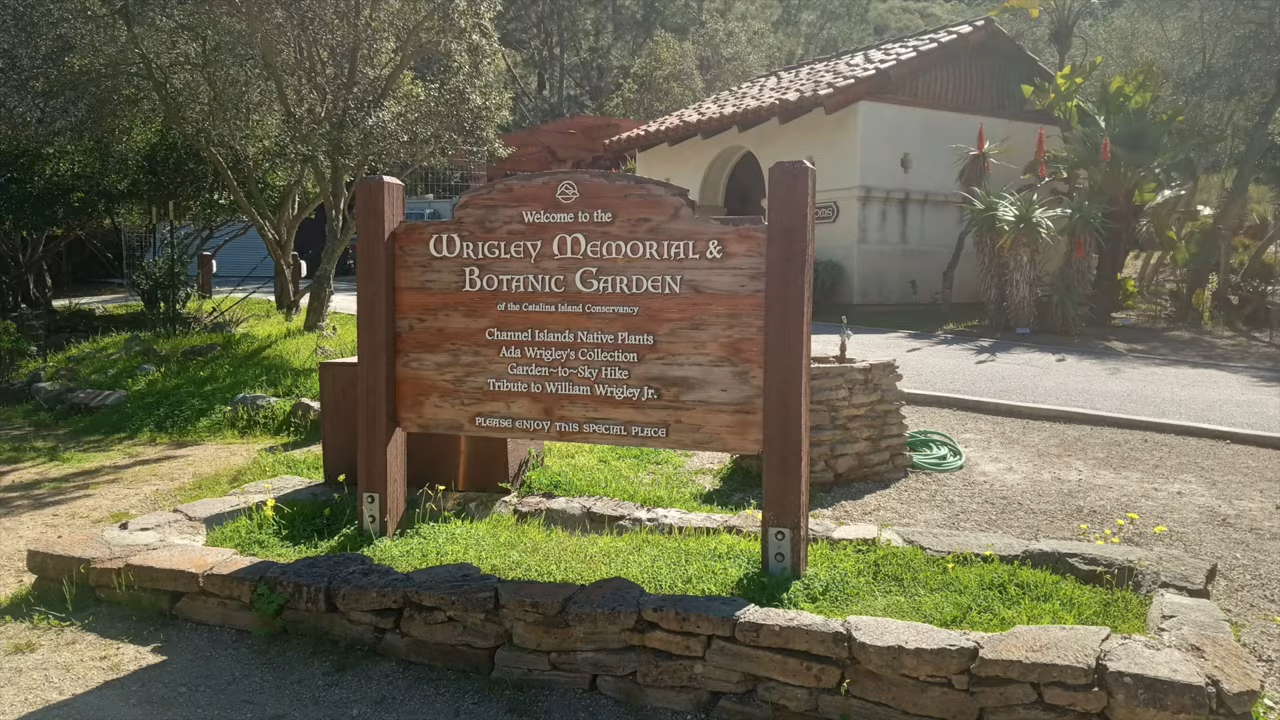 Welcome to the
Wrigley Memorial &
Botanic Garden
of the Catalina Island Conservancy
Channel Islands Native Plants
Ada Wrigley's Collection
Garden~to~Sky Hike
Tribute to William Wrigley Jr.
PLEASE ENJOY THIS SPECIAL PLACE